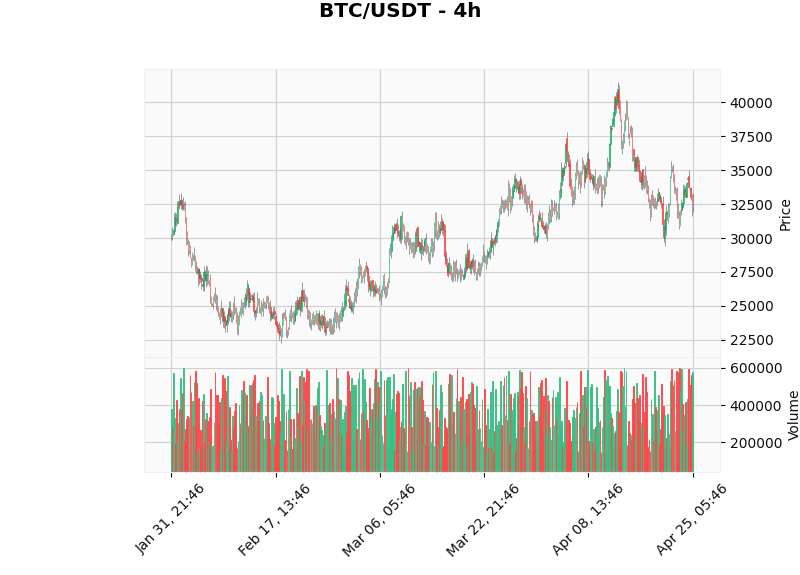 BTC/USDT - 4h
40000
37500
35000
32500
30000
27500
25000
22500
Price
600000
400000
200000
Volume
Jan 31, 21:46
Feb 17, 13:46
Mar 06, 05:46
Mar 22, 21:46
Apr 08, 13:46
Apr 25, 05:46